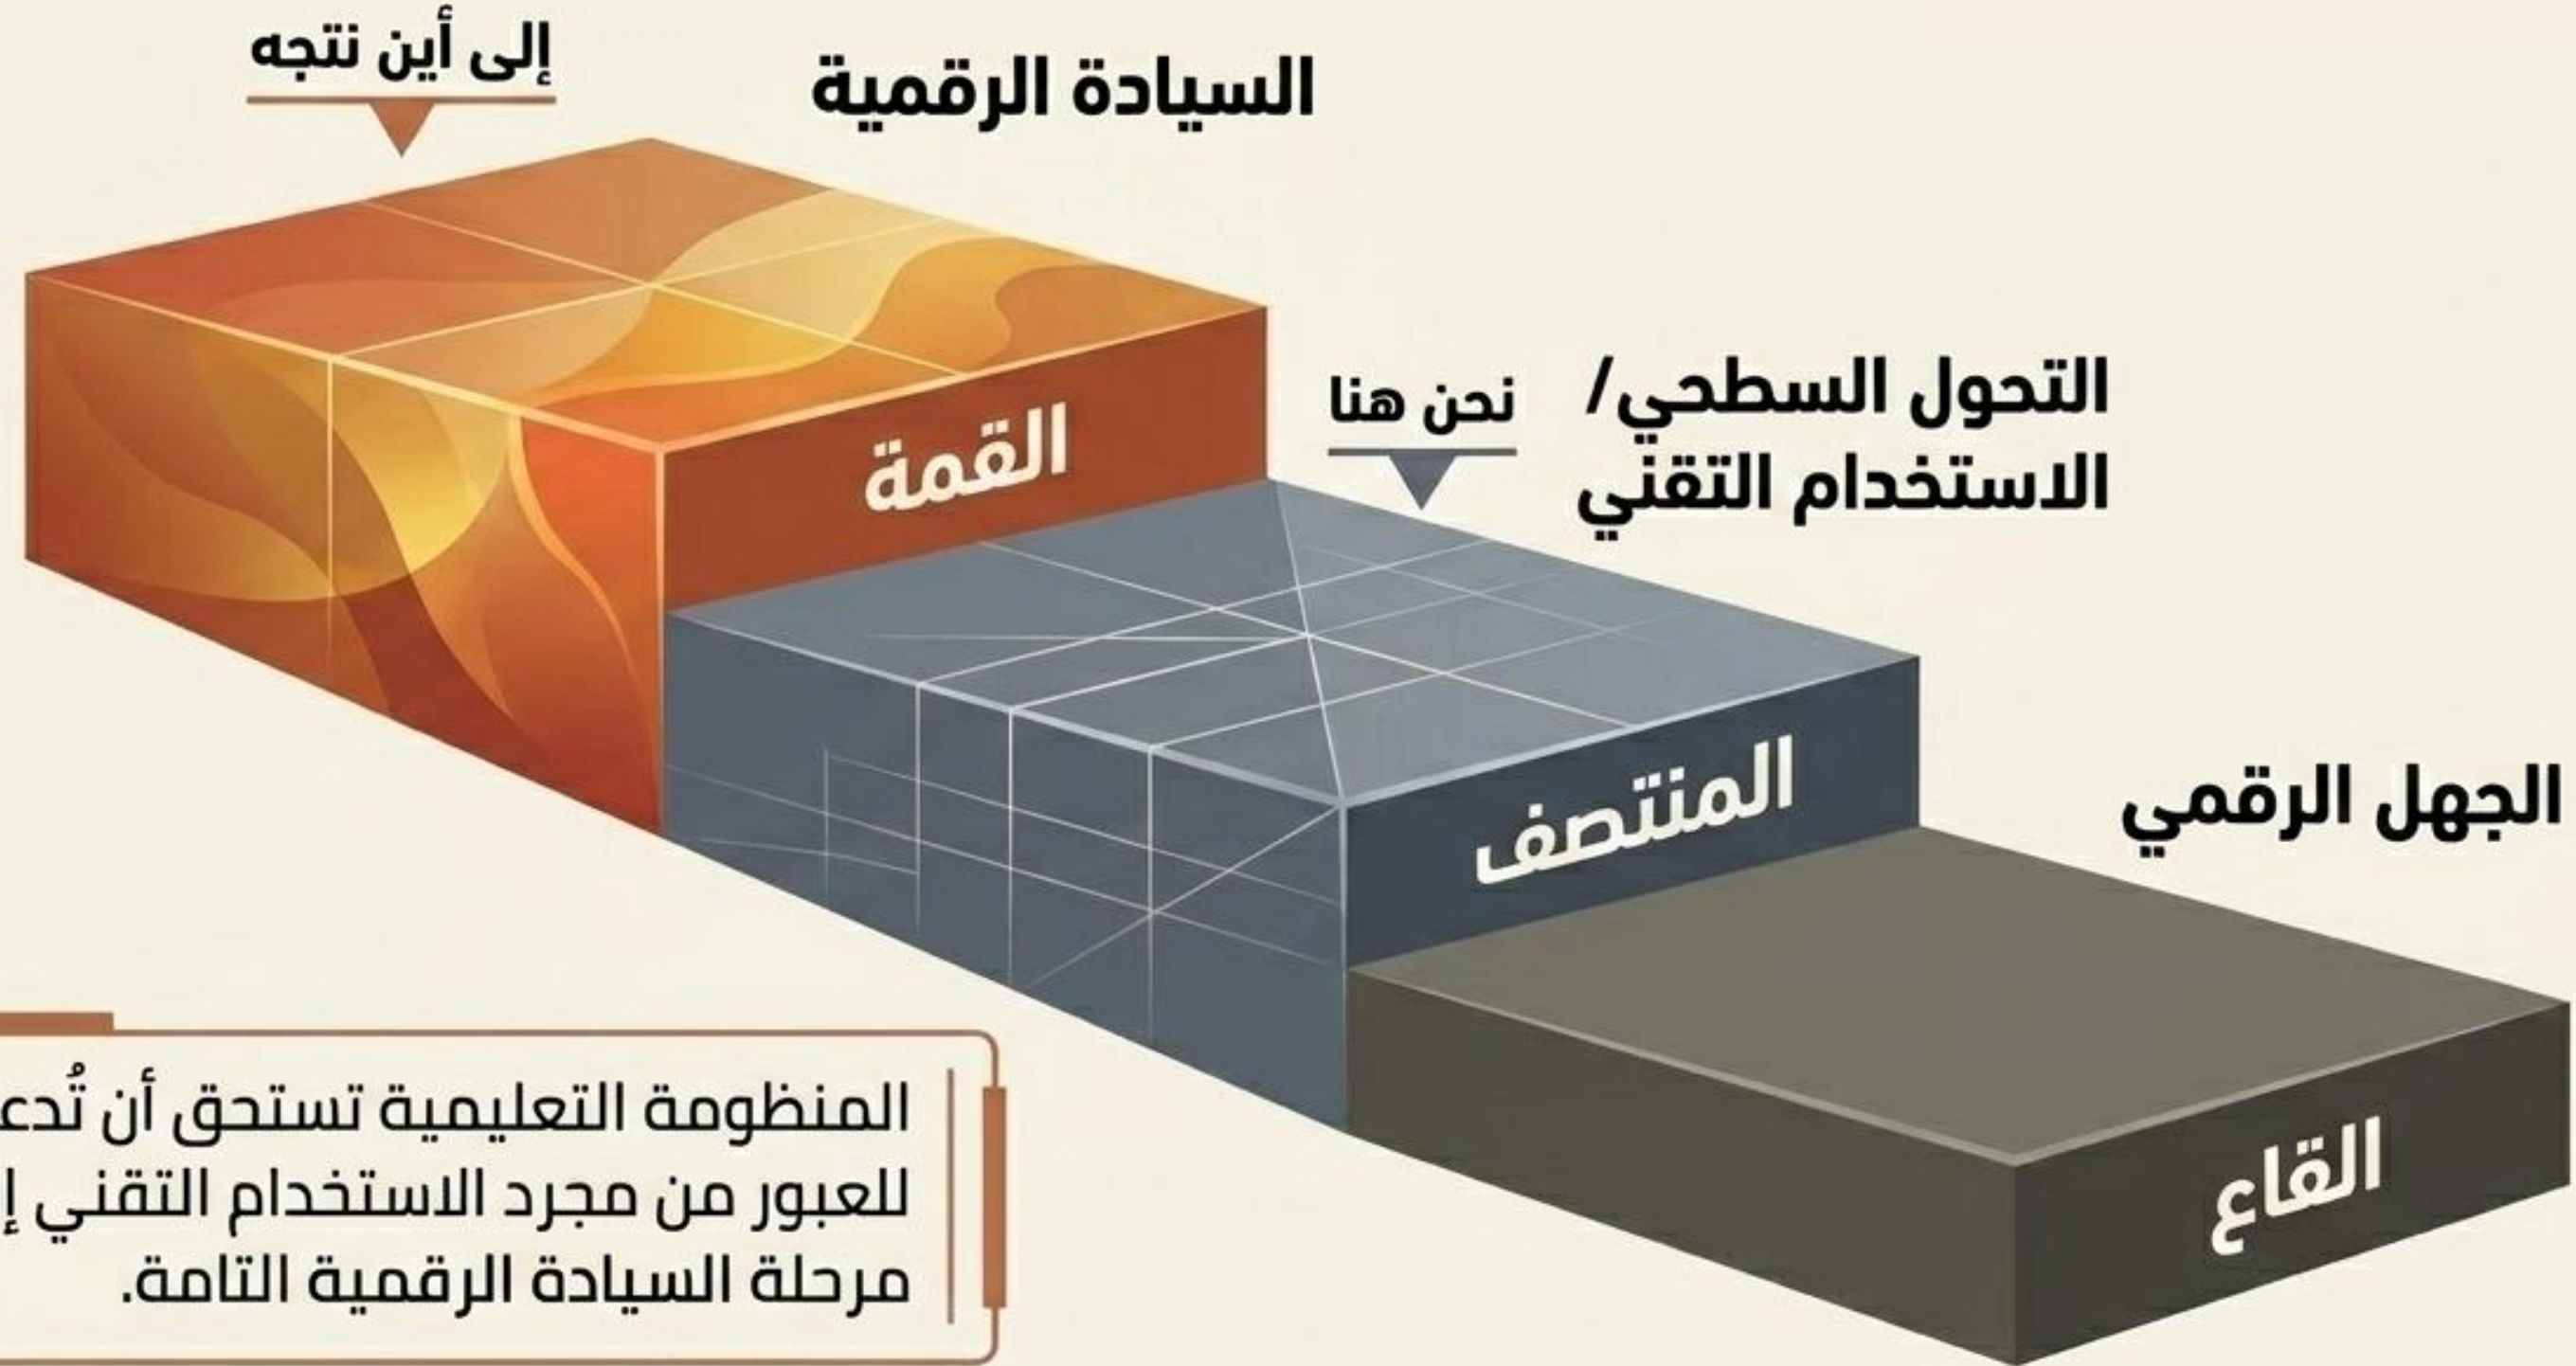 إلى أين نتجه
السيادة الرقمية
القمة
نحن هنا
التحول السطحي/
الاستخدام التقني
المنتصف
الجهل الرقمي
القاع
المنظومة التعليمية تستحق أن
للعبور من مجرد الاستخدام التقني
مرحلة السيادة الرقمية التامة.